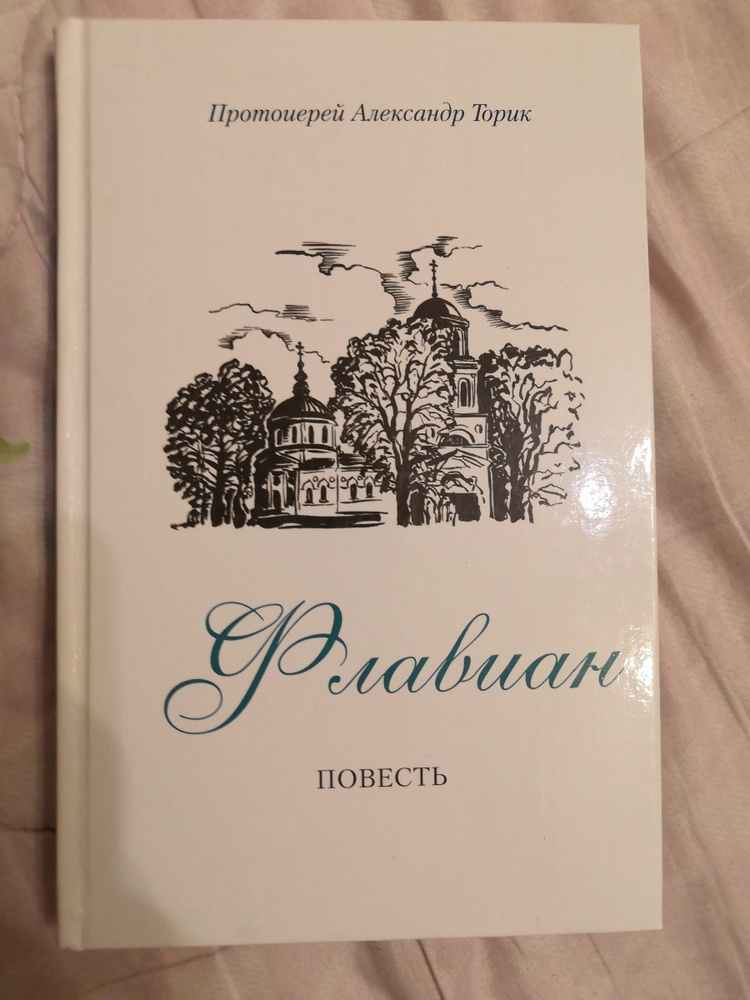 Протоиерей Александр Торик
Флавиан
ПОВЕСТЬ